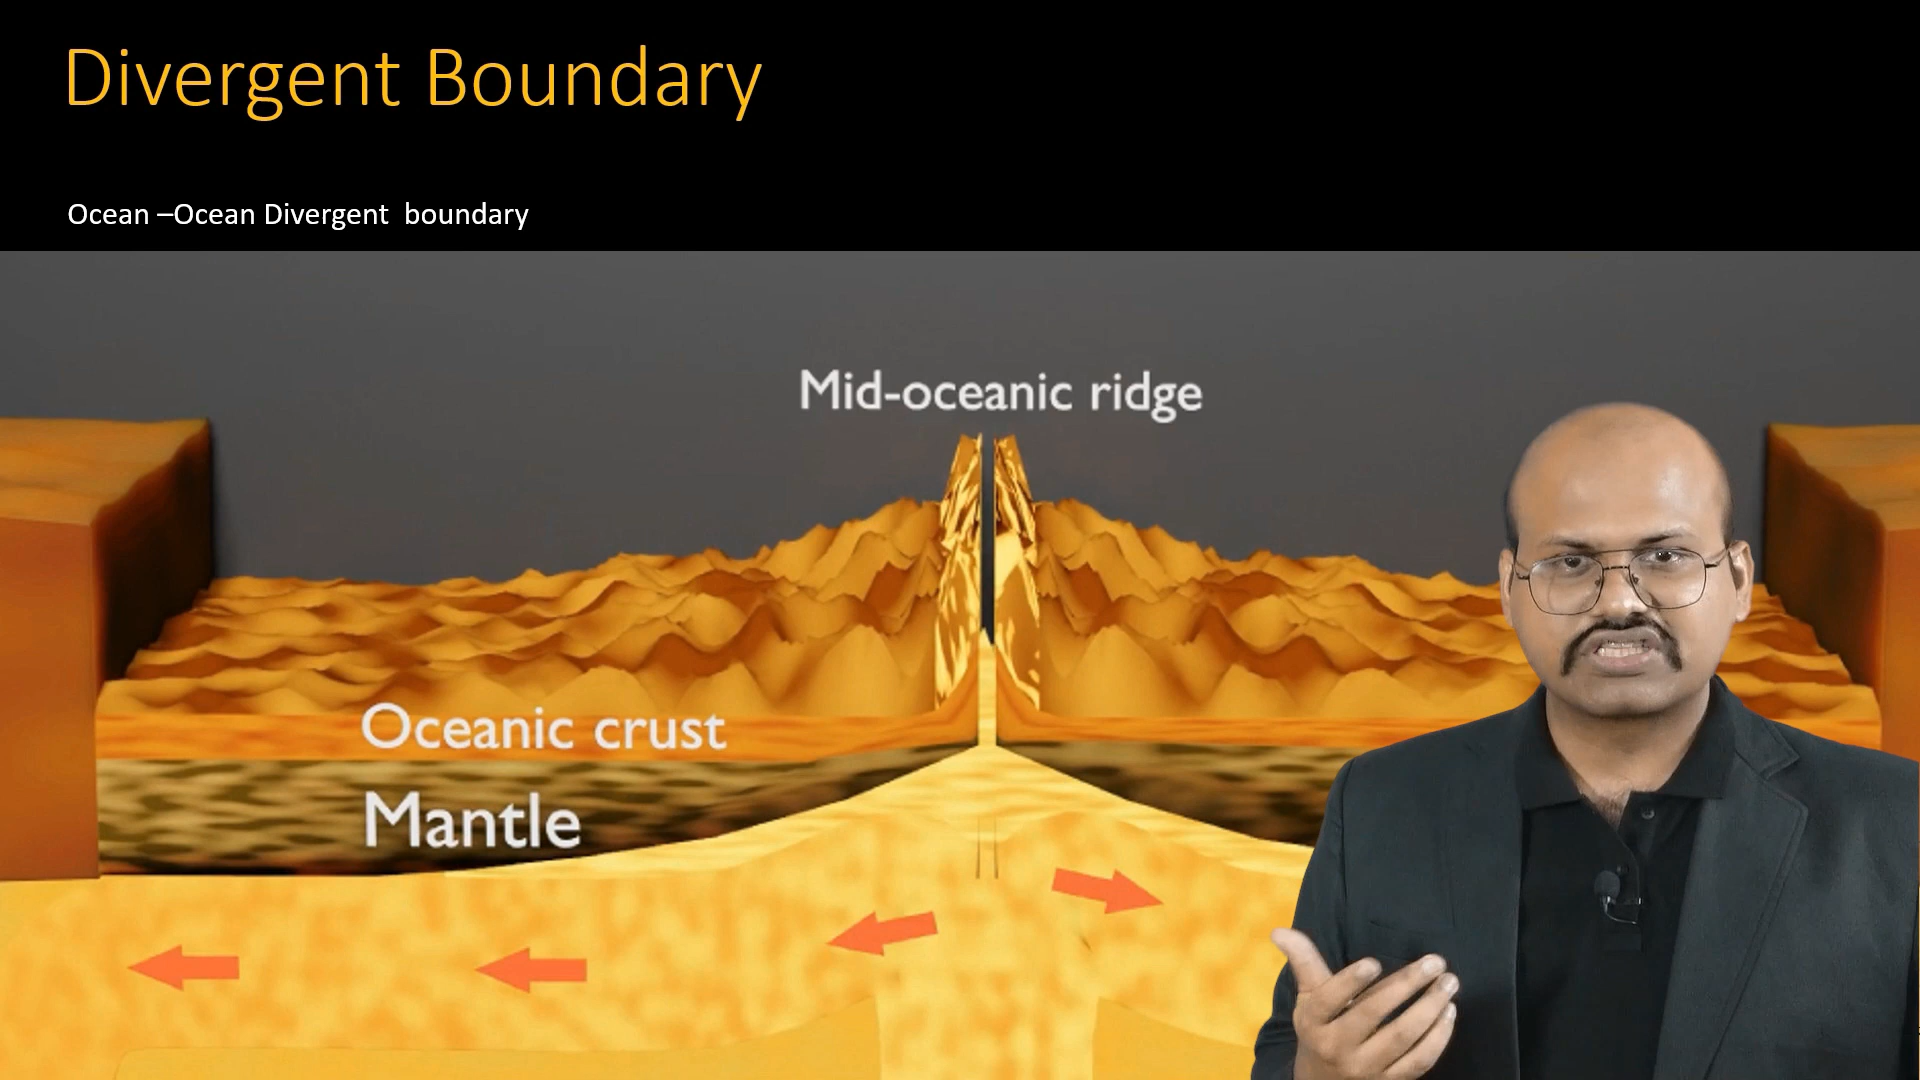 Divergent Boundary
Ocean –Ocean Divergent  boundary
Mid-oceanic ridge
Oceanic crust
Mantle